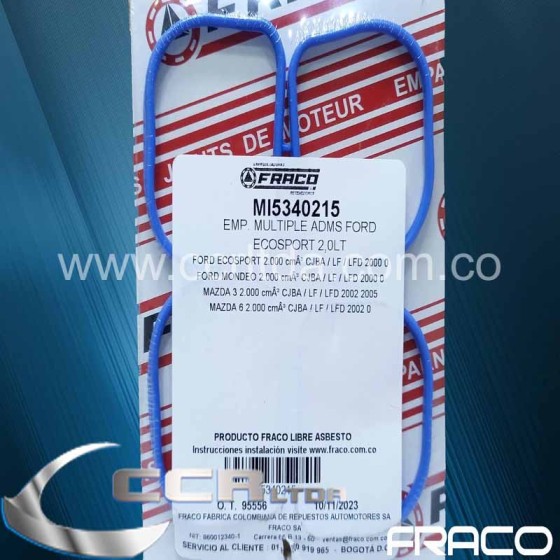 FRACO
JUNTS DE MOTEUR
EMPA
FRACO
MI5340215
EMP. MULTIPLE ADMS FORD
ECOSPORT 2,0LT
FORD ECOSPORT 2.000 cmÂ³ CJBA / LF / LFD 2000 0
FORD MONDEO 2.000 cmÂ³ CJBA / LF / LFD 2000 0
MAZDA 3 2.000 cmÂ³ CJBA / LF / LFD 2002 2005
MAZDA 6 2.000 cmÂ³ CJBA / LF / LFD 2002 0
PRODUCTO FRACO LIBRE ASBESTO
Instrucciones instalación visite www.fraco.com.co
O. T. 95556 10/11/2023
FRACO FABRICA COLOMBIANA DE REPUESTOS AUTOMOTORES SA
FRACO SA
SERVICIO AL CLIENTE
CCR LTDA.
FRACO